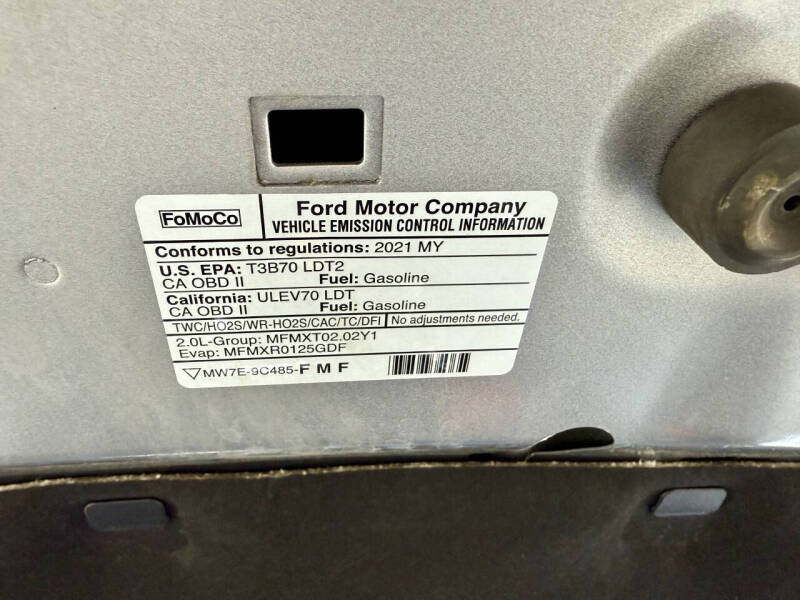 FoMoCo
Ford Motor Company
VEHICLE EMISSION CONTROL INFORMATION
Conforms to regulations: 2021 MY
U.S. EPA: T3B70 LDT2
CA OBD II Fuel: Gasoline
California: ULEV70 LDT
CA OBD II Fuel: Gasoline
TWC/HO2S/WR-HO2S/CAC/TC/DFI No adjustments needed.
2.0L-Group: MFMXT02.02Y1
Evap: MFMXR0125GDF
MW7E-9C485-F M F